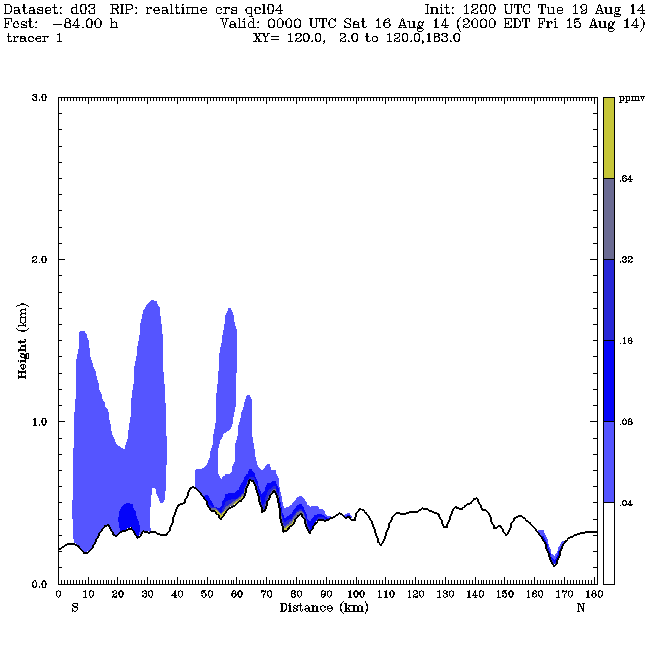 Dataset: d03 RIP: realtime crs qcl04 Init: 1200 UTC Tue 19 Aug 14
Fcst: -84.00 h Valid: 0000 UTC Sat 16 Aug 14 (2000 EDT Fri 15 Aug 14)
tracer 1 XY= 120.0, 2.0 to 120.0,183.0
ppmv
.64
.32
.16
.08
.04
3.0
2.0
1.0
0.0
Height (km)
0 10 20 30 40 50 60 70 80 90 100 110 120 130 140 150 160 170 180
S Distance (km) N